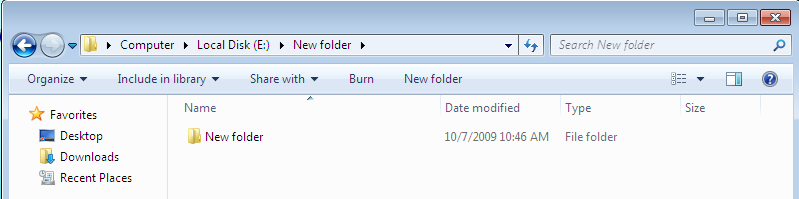 Computer Local Disk (E:) New folder Search New folder
Organize Include in library Share with Burn New folder
Favorites
Desktop
Downloads
Recent Places
Name Date modified Type Size
New folder 10/7/2009 10:46 AM File folder